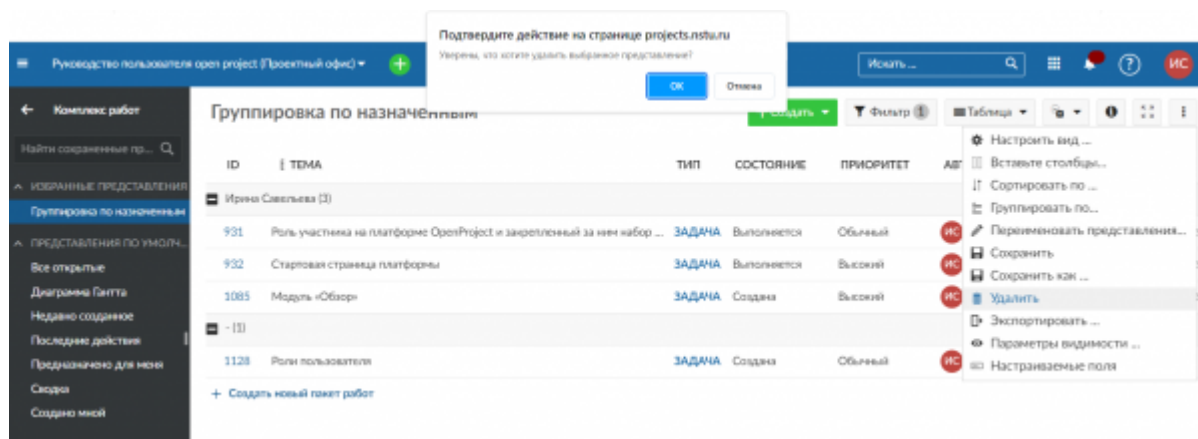 Подтвердите действие на странице projects.nstu.ru
Уверены, что хотите удалить выбранное представление?
ОК
Отмена
Руководство пользователя open project (Проектный офис)
Искать ...
?
ИС
Комплекс работ
Найти сохраненные пр...
ИЗБРАННЫЕ ПРЕДСТАВЛЕНИЯ
Группировка по назначенным
ПРЕДСТАВЛЕНИЯ ПО УМОЛЧ...
Все открытые
Диаграмма Гантта
Недавно созданное
Последние действия
Предназначено для меня
Сводка
Создано мной
Группировка по назначенным
Создать
Фильтр 1
Таблица
ID
ТЕМА
ТИП
СОСТОЯНИЕ
ПРИОРИТЕТ
АВТ
Ирина Савельева (3)
931 Роль участника на платформе OpenProject и закрепленный за ним набор ... ЗАДАЧА Выполняется Обычный ИС
932 Стартовая страница платформы ЗАДАЧА Выполняется Высокий ИС
1085 Модуль «Обзор» ЗАДАЧА Создана Высокий ИС
- (1)
1128 Роли пользователя ЗАДАЧА Создана Обычный ИС
+ Создать новый пакет работ
Настроить вид ...
Вставьте столбцы...
Сортировать по ...
Группировать по...
Переименовать представления...
Сохранить
Сохранить как ...
Удалить
Экспортировать ...
Параметры видимости ...
Настраиваемые поля